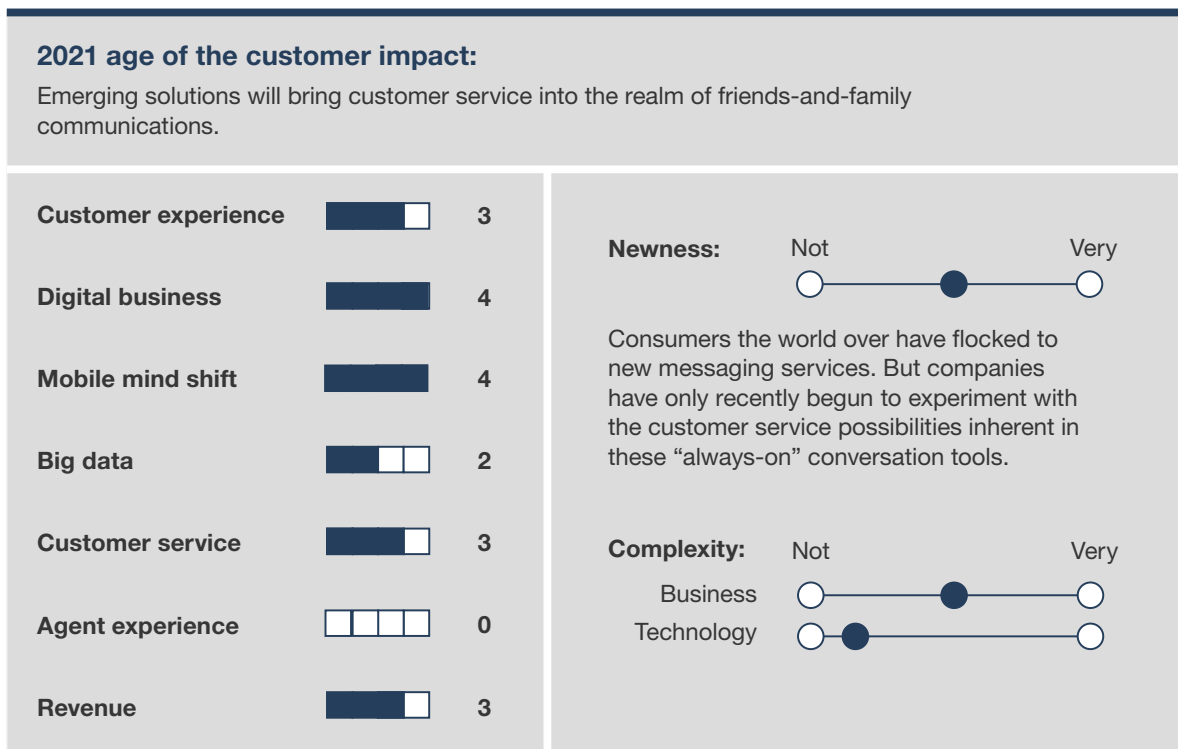 2021 age of the customer impact:
Emerging solutions will bring customer service into the realm of friends-and-family
communications.
Customer experience 3
Digital business 4
Mobile mind shift 4
Big data 2
Customer service 3
Agent experience 0
Revenue 3
Newness: Not Very
Consumers the world over have flocked to
new messaging services. But companies
have only recently begun to experiment with
the customer service possibilities inherent in
these “always-on” conversation tools.
Complexity: Not Very
Business
Technology